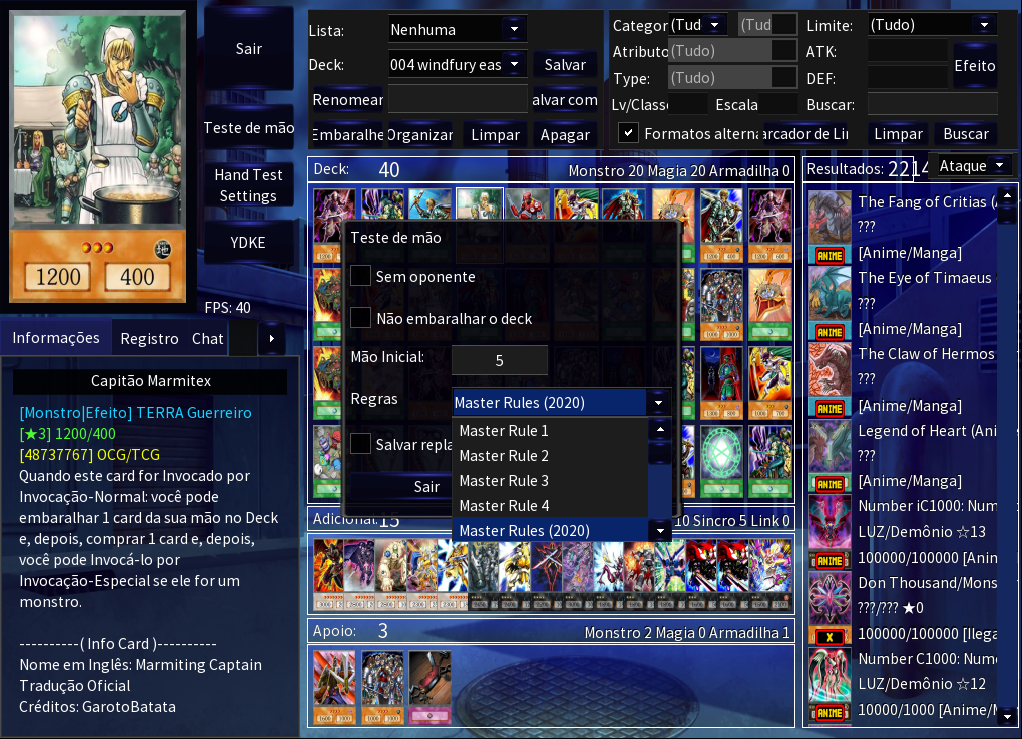 1200 400
Sair
Teste de mão
Hand Test
Settings
YDKE
FPS: 40
Lista: Nenhuma
Deck: 004 windfury eas Salvar
Renomear alvar com
Embaralhe Organizar Limpar Apagar
Categor (Tud (Tud Limite: (Tudo)
Atributo (Tudo) ATK:
Efeito
Type: (Tudo) DEF:
Lv/Classe Escala Buscar:
Formatos altern arcador de Li Limpar Buscar
Deck: 40 Monstro 20 Magia 20 Armadilha 0
Resultados: 2214 Ataque
Teste de mão
Sem oponente
Não embaralhar o deck
Mão Inicial: 5
Regras Master Rules (2020)
Master Rule 1
Master Rule 2
Master Rule 3
Master Rule 4
Master Rules (2020)
Salvar repla
Sair
Adicional: 15 10 Sincro 5 Link 0
Apoio: 3 Monstro 2 Magia 0 Armadilha 1
Informações Registro Chat
Capitão Marmitex
[Monstro|Efeito] TERRA Guerreiro
[★3] 1200/400
[48737767] OCG/TCG
Quando este card for Invocado por
Invocação-Normal: você pode
embaralhar 1 card da sua mão no Deck
e, depois, comprar 1 card e, depois,
você pode Invocá-lo por
Invocação-Especial se ele for um
monstro.
----------( Info Card )----------
Nome em Inglês: Marmiting Captain
Tradução Oficial
Créditos: GarotoBatata
The Fang of Critias (
???
ANIME [Anime/Manga]
The Eye of Timaeus
???
ANIME [Anime/Manga]
The Claw of Hermos
???
ANIME [Anime/Manga]
Legend of Heart (Ani
???
ANIME [Anime/Manga]
Number iC1000: Num
LUZ/Demônio ☆13
ANIME 100000/100000 [Anin
Don Thousand/Mons
???/??? ★0
X 100000/100000 [Ilega
Number C1000: Num
LUZ/Demônio ☆12
ANIME 10000/1000 [Anime/M